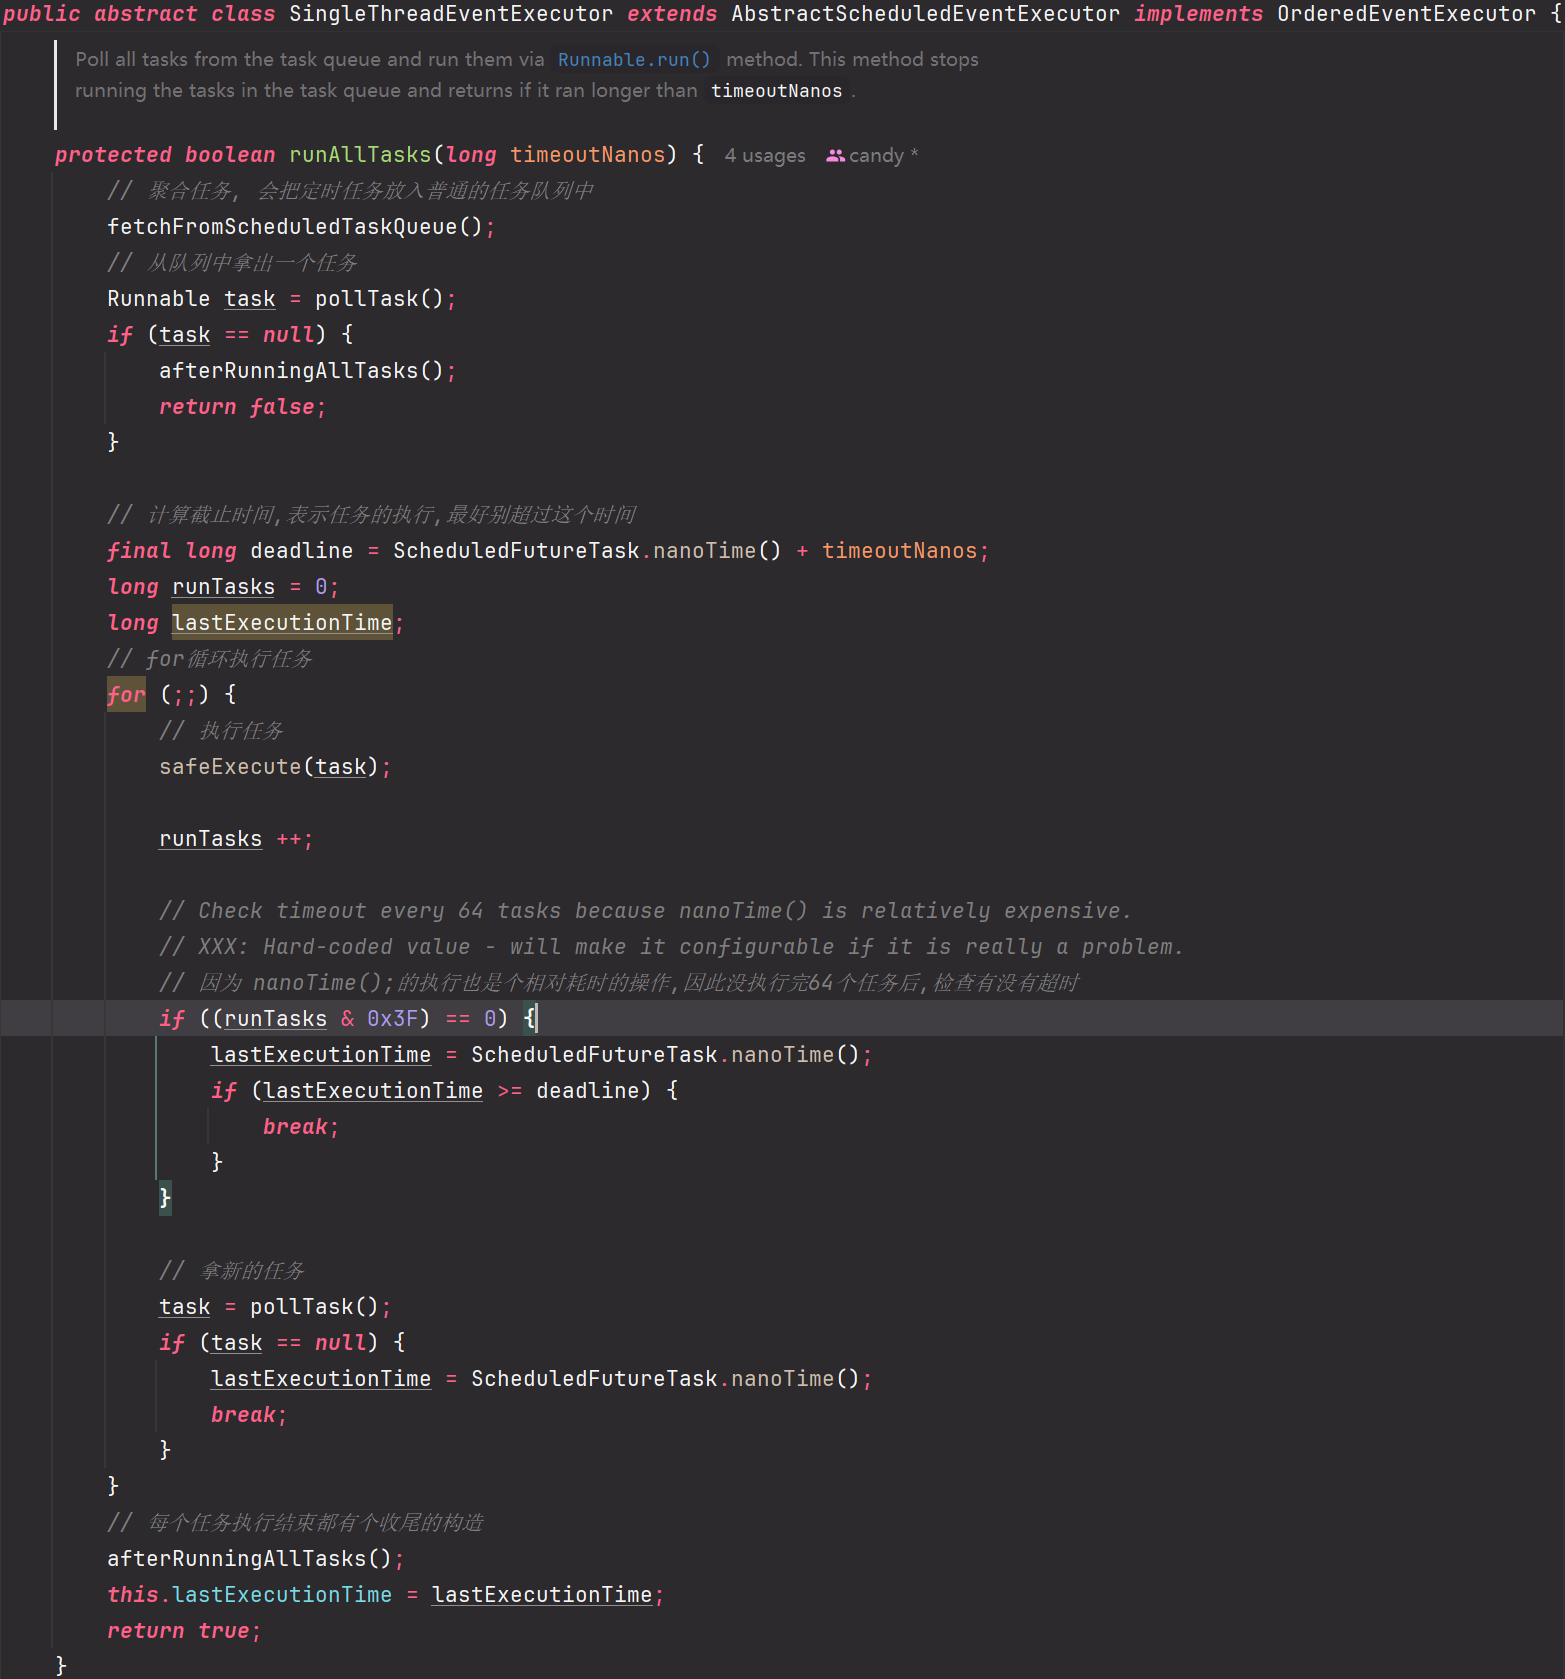 public abstract class SingleThreadEventExecutor extends AbstractScheduledEventExecutor implements OrderedEventExecutor {
Poll all tasks from the task queue and run them via Runnable.run() method. This method stops
running the tasks in the task queue and returns if it ran longer than timeoutNanos .
protected boolean runAllTasks(long timeoutNanos) { 4 usages candy *
// 聚合任务, 会把定时任务放入普通的任务队列中
fetchFromScheduledTaskQueue();
// 从队列中拿出一个任务
Runnable task = pollTask();
if (task == null) {
afterRunningAllTasks();
return false;
}
// 计算截止时间,表示任务的执行,最好别超过这个时间
final long deadline = ScheduledFutureTask.nanoTime() + timeoutNanos;
long runTasks = 0;
long lastExecutionTime;
// for循环执行任务
for (;;) {
// 执行任务
safeExecute(task);
runTasks ++;
// Check timeout every 64 tasks because nanoTime() is relatively expensive.
// XXX: Hard-coded value - will make it configurable if it is really a problem.
// 因为 nanoTime();的执行也是个相对耗时的操作,因此没执行完64个任务后,检查有没有超时
if ((runTasks & 0x3F) == 0) {
lastExecutionTime = ScheduledFutureTask.nanoTime();
if (lastExecutionTime >= deadline) {
break;
}
}
// 拿新的任务
task = pollTask();
if (task == null) {
lastExecutionTime = ScheduledFutureTask.nanoTime();
break;
}
}
// 每个任务执行结束都有个收尾的构造
afterRunningAllTasks();
this.lastExecutionTime = lastExecutionTime;
return true;
}